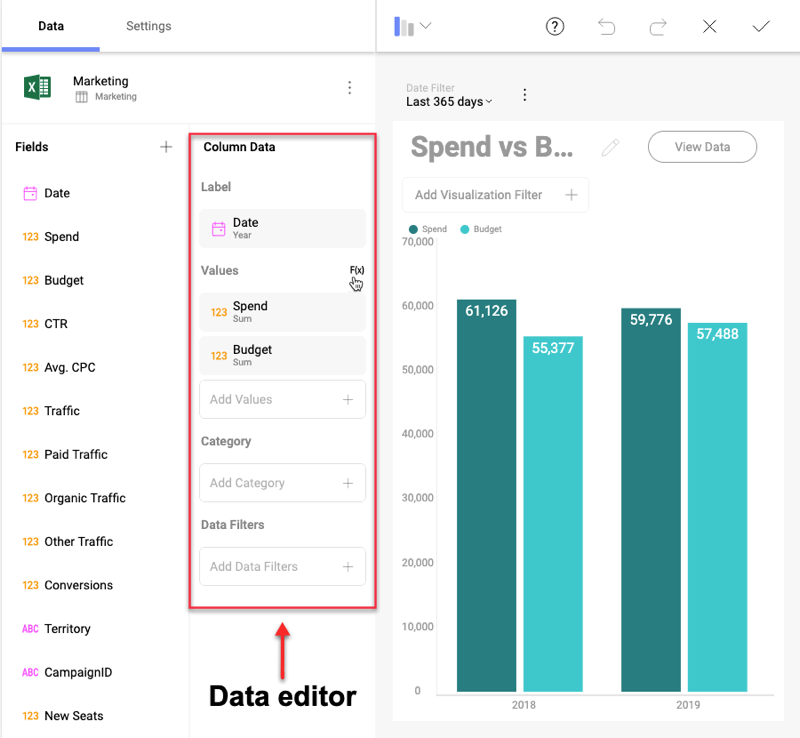 Data
Settings
Marketing
Marketing
Fields
Date
123 Spend
123 Budget
123 CTR
123 Avg. CPC
123 Traffic
123 Paid Traffic
123 Organic Traffic
123 Other Traffic
123 Conversions
ABC Territory
ABC CampaignID
123 New Seats
Column Data
Label
Date
Year
Values F(x)
123 Spend
Sum
123 Budget
Sum
Add Values
Category
Add Category
Data Filters
Add Data Filters
Data editor
Date Filter
Last 365 days
Spend vs B...
View Data
Add Visualization Filter
Spend Budget
70,000
60,000
50,000
40,000
30,000
20,000
10,000
0
61,126
55,377
59,776
57,488
2018
2019